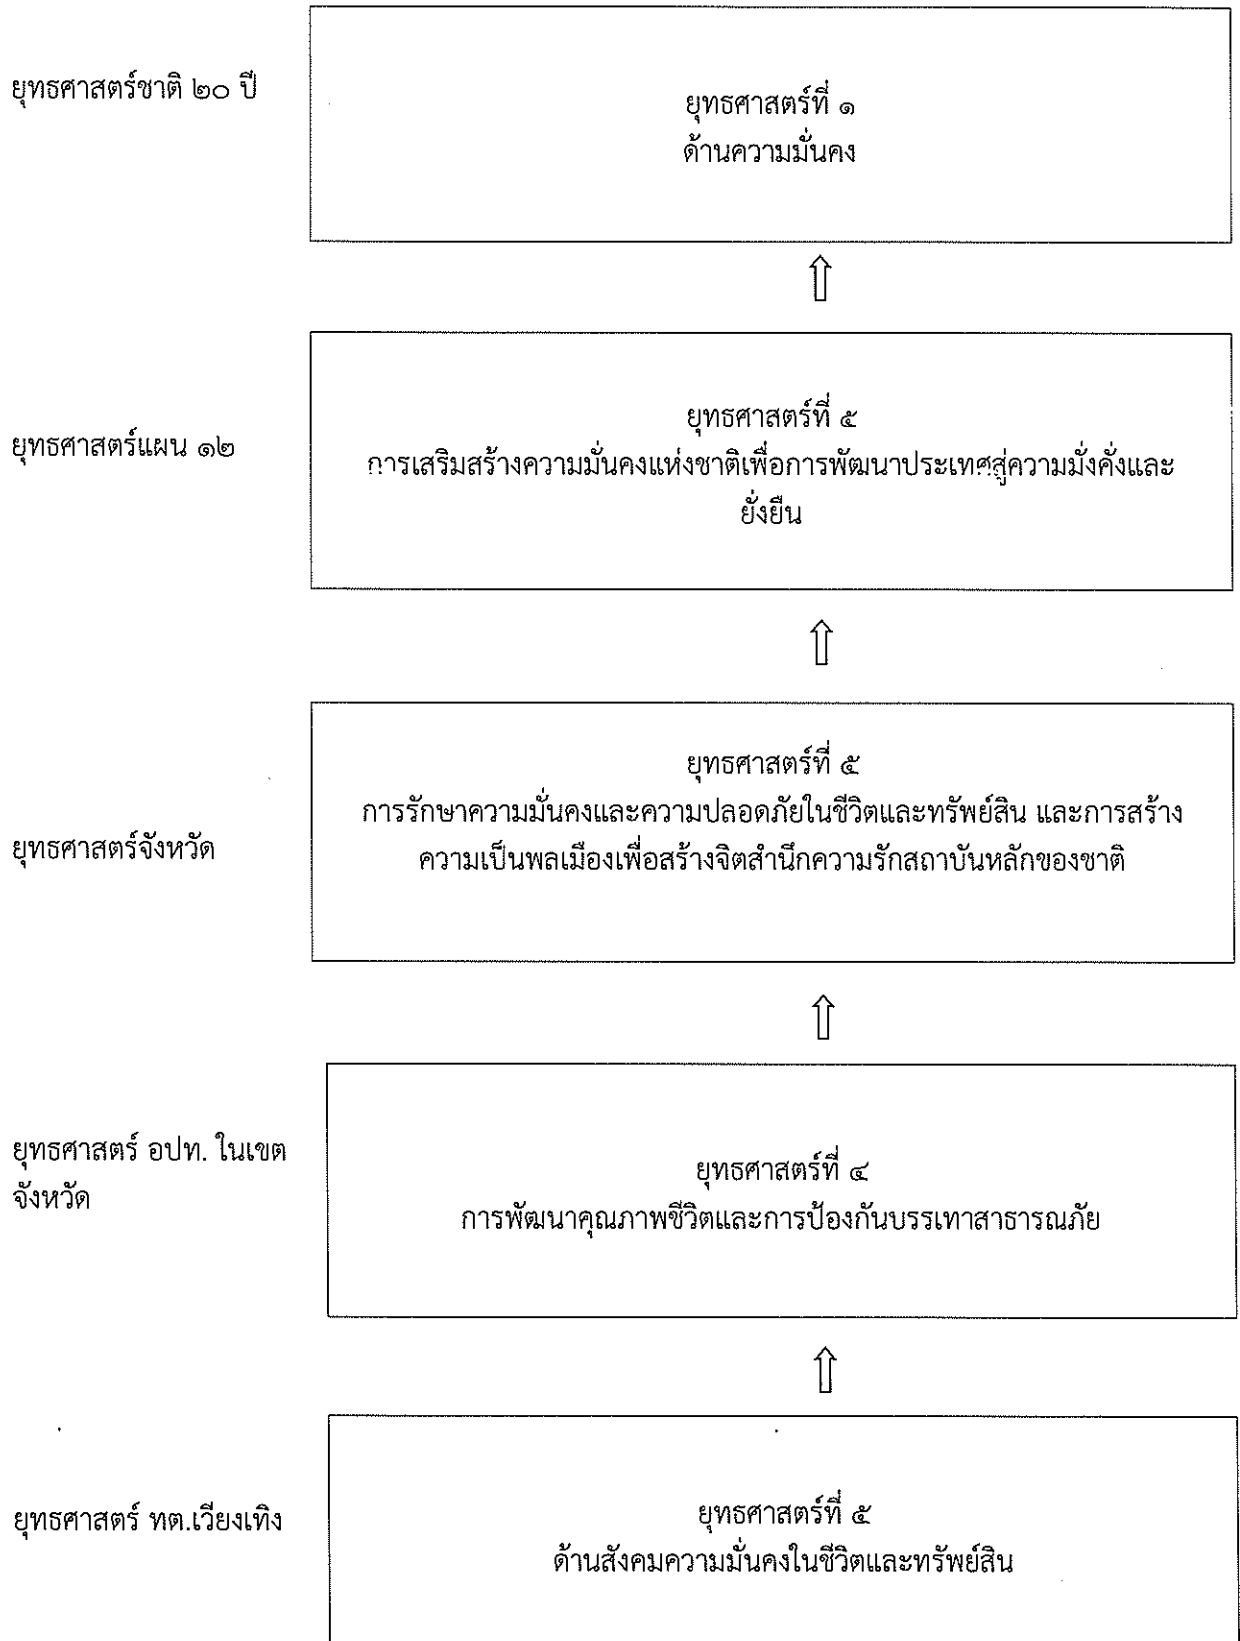 ยุทธศาสตร์ชาติ ๒๐ ปี
ยุทธศาสตร์ที่ ๑
ด้านความมั่นคง
ยุทธศาสตร์แผน ๑๒
ยุทธศาสตร์ที่ ๕
การเสริมสร้างความมั่นคงแห่งชาติเพื่อการพัฒนาประเทศสู่ความมั่งคั่งและ
ยั่งยืน
ยุทธศาสตร์จังหวัด
ยุทธศาสตร์ที่ ๕
การรักษาความมั่นคงและความปลอดภัยในชีวิตและทรัพย์สิน และการสร้าง
ความเป็นพลเมืองเพื่อสร้างจิตสำนึกความรักสถาบันหลักของชาติ
ยุทธศาสตร์ อปท. ในเขต
จังหวัด
ยุทธศาสตร์ที่ ๔
การพัฒนาคุณภาพชีวิตและการป้องกันบรรเทาสาธารณภัย
ยุทธศาสตร์ ทต.เวียงเทิง
ยุทธศาสตร์ที่ ๕
ด้านสังคมความมั่นคงในชีวิตและทรัพย์สิน